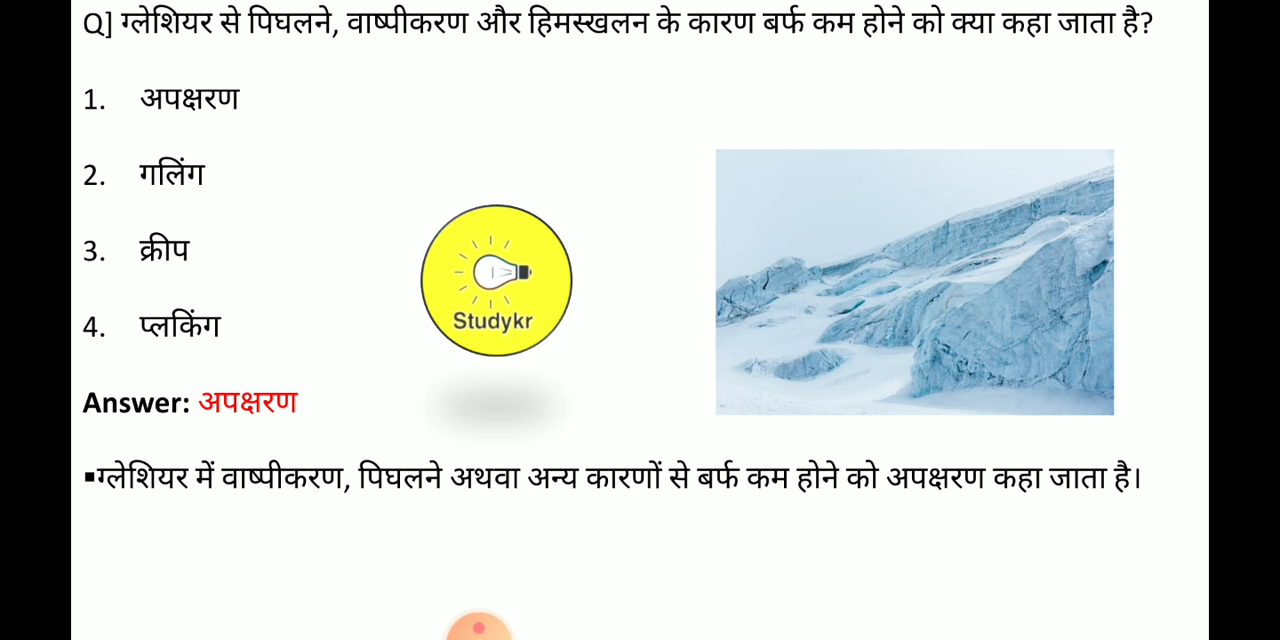 Q] ग्लेशियर से पिघलने, वाष्पीकरण और हिमस्खलन के कारण बर्फ कम होने को क्या कहा जाता है?
1. अपक्षरण
2. गलिंग
3. क्रीप
4. प्लकिंग
Studykr
Answer: अपक्षरण
▪ग्लेशियर में वाष्पीकरण, पिघलने अथवा अन्य कारणों से बर्फ कम होने को अपक्षरण कहा जाता है।